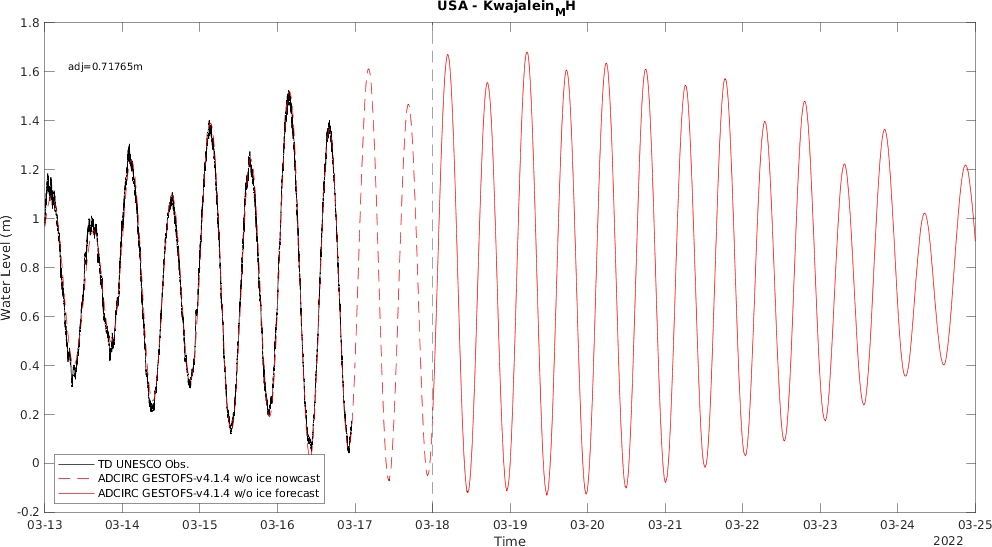 USA - KwajaleinMH
adj=0.71765m
Water Level (m)
1.8
1.6
1.4
1.2
1
0.8
0.6
0.4
0.2
0
-0.2
TD UNESCO Obs.
ADCIRC GESTOFS-v4.1.4 w/o ice nowcast
ADCIRC GESTOFS-v4.1.4 w/o ice forecast
03-13 03-14 03-15 03-16 03-17 03-18 03-19 03-20 03-21 03-22 03-23 03-24 03-25
Time
2022